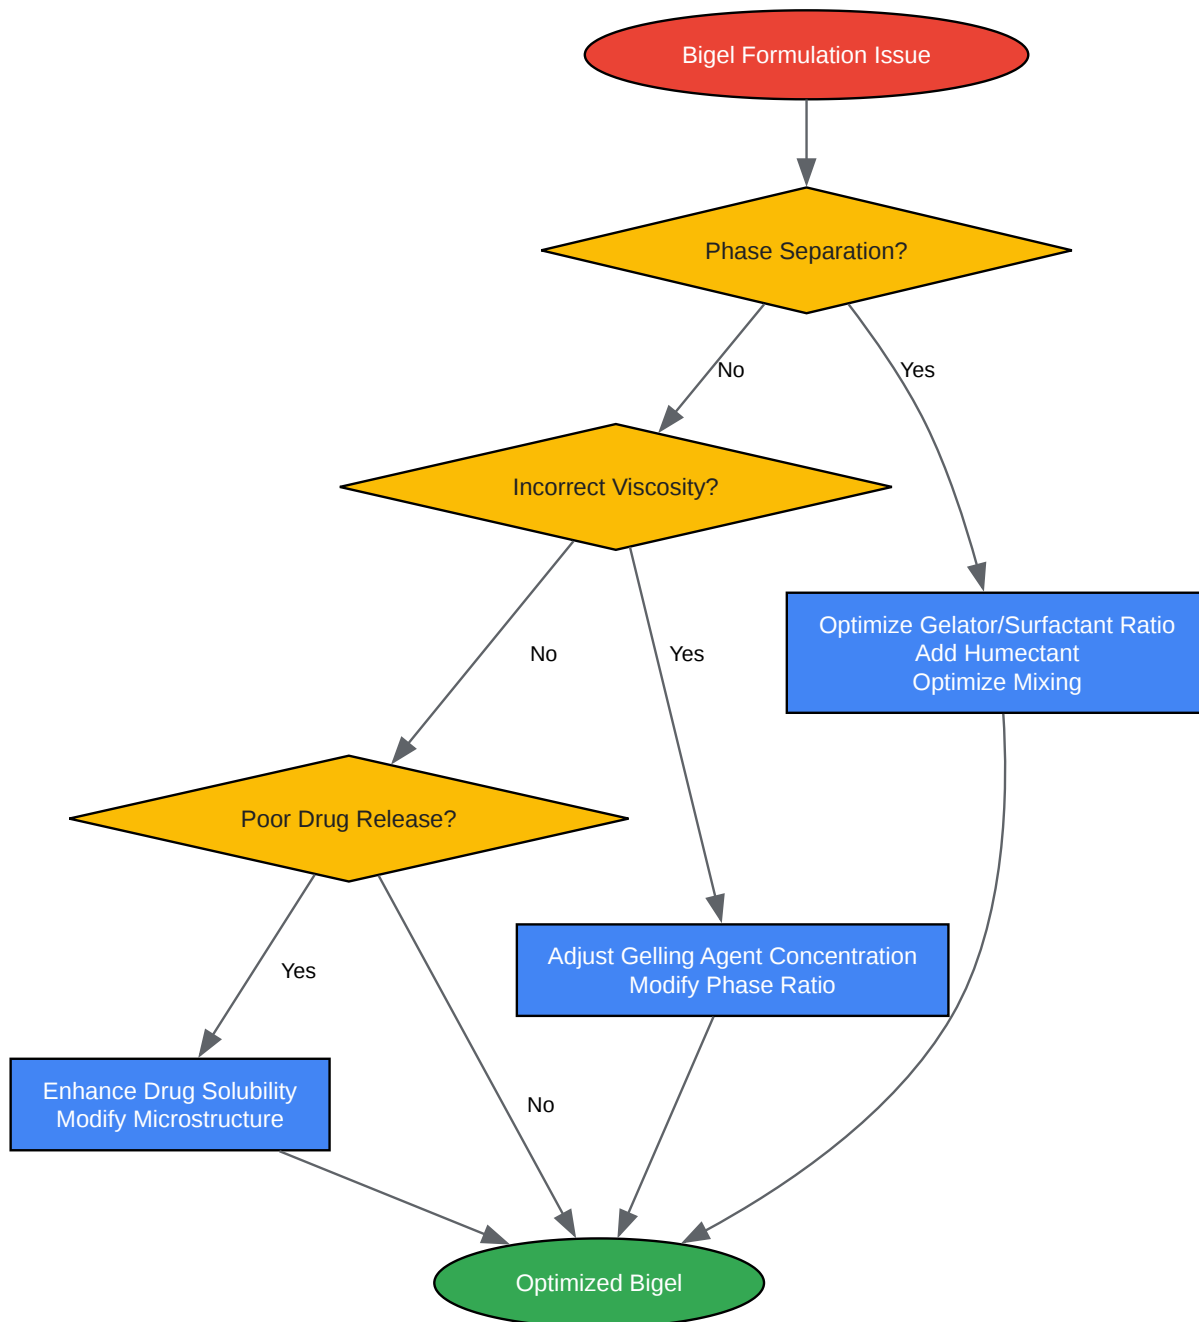 Bigel Formulation Issue
Phase Separation?
No
Yes
Incorrect Viscosity?
Optimize Gelator/Surfactant Ratio
Add Humectant
Optimize Mixing
No
Yes
Poor Drug Release?
Adjust Gelling Agent Concentration
Modify Phase Ratio
Yes
Enhance Drug Solubility
Modify Microstructure
No
Optimized Bigel